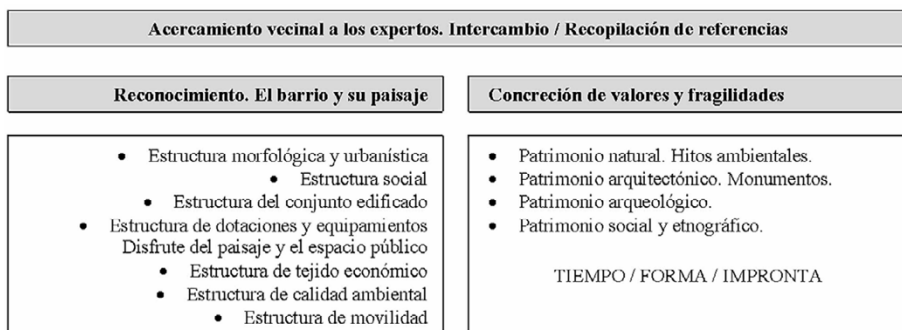 Acercamiento vecinal a los expertos. Intercambio / Recopilación de referencias
Reconocimiento. El barrio y su paisaje
• Estructura morfológica y urbanística
• Estructura social
• Estructura del conjunto edificado
• Estructura de dotaciones y equipamientos
Disfrute del paisaje y el espacio público
• Estructura de tejido económico
• Estructura de calidad ambiental
• Estructura de movilidad
Concreción de valores y fragilidades
• Patrimonio natural. Hitos ambientales.
• Patrimonio arquitectónico. Monumentos.
• Patrimonio arqueológico.
• Patrimonio social y etnográfico.
TIEMPO / FORMA / IMPRONTA